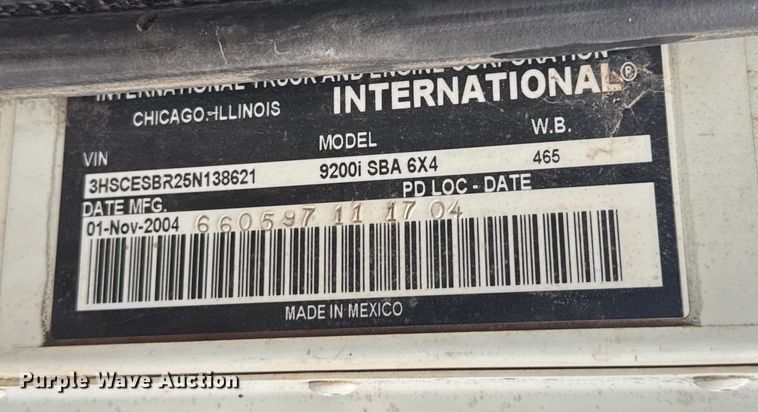 INTERNATIONAL TRUCK AND ENGINE CORPORATION
CHICAGO, ILLINOIS INTERNATIONAL®
VIN MODEL W.B.
3HSCESBR25N138621 9200i SBA 6X4 465
DATE MFG. PD LOC - DATE
01-Nov-2004 660597 11 17 04
MADE IN MEXICO
Purple Wave Auction